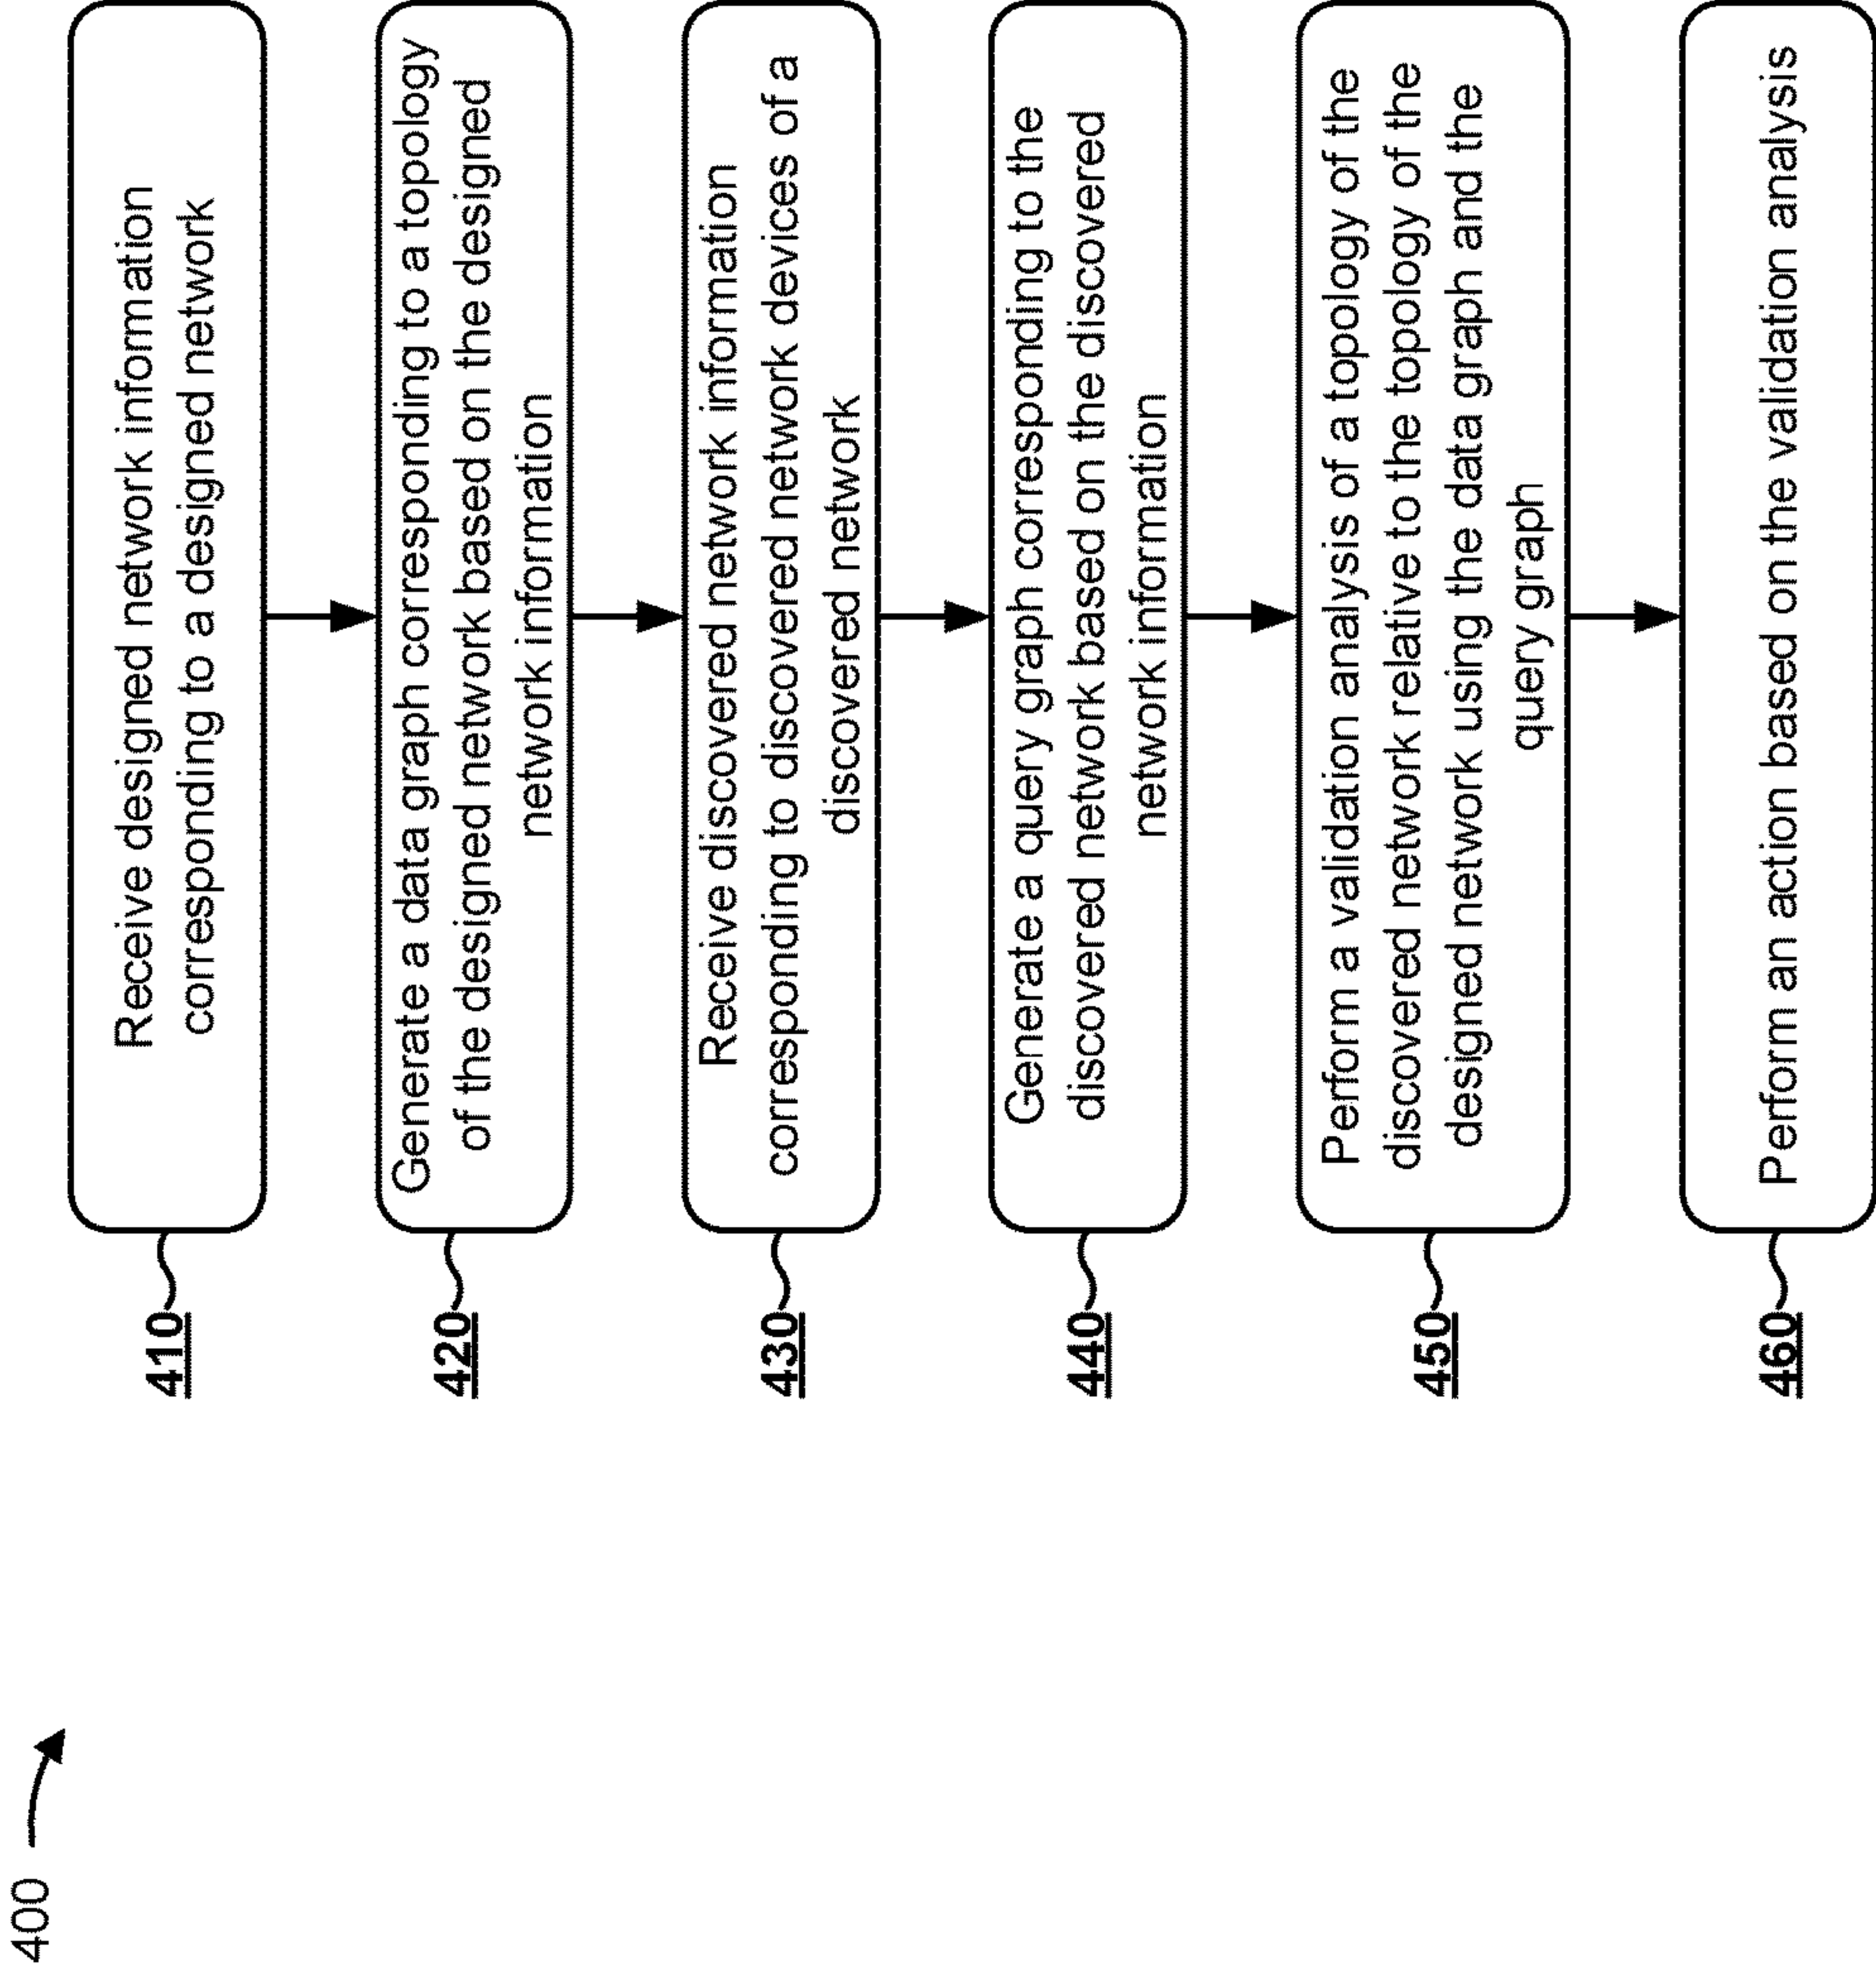 400
410
Receive designed network information
corresponding to a designed network
420
Generate a data graph corresponding to a topology
of the designed network based on the designed
network information
430
Receive discovered network information
corresponding to discovered network devices of a
discovered network
440
Generate a query graph corresponding to the
discovered network based on the discovered
network information
450
Perform a validation analysis of a topology of the
discovered network relative to the topology of the
designed network using the data graph and the
query graph
460
Perform an action based on the validation analysis